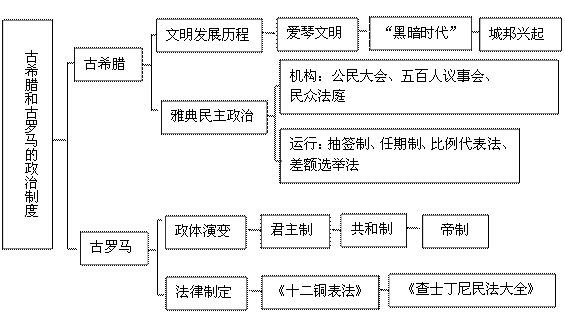 古希腊和古罗马的政治制度
古希腊
文明发展历程
爱琴文明
“黑暗时代”
城邦兴起
雅典民主政治
机构：公民大会、五百人议事会、
民众法庭
运行：抽签制、任期制、比例代表法、
差额选举法
古罗马
政体演变
君主制
共和制
帝制
法律制定
《十二铜表法》
《查士丁尼民法大全》